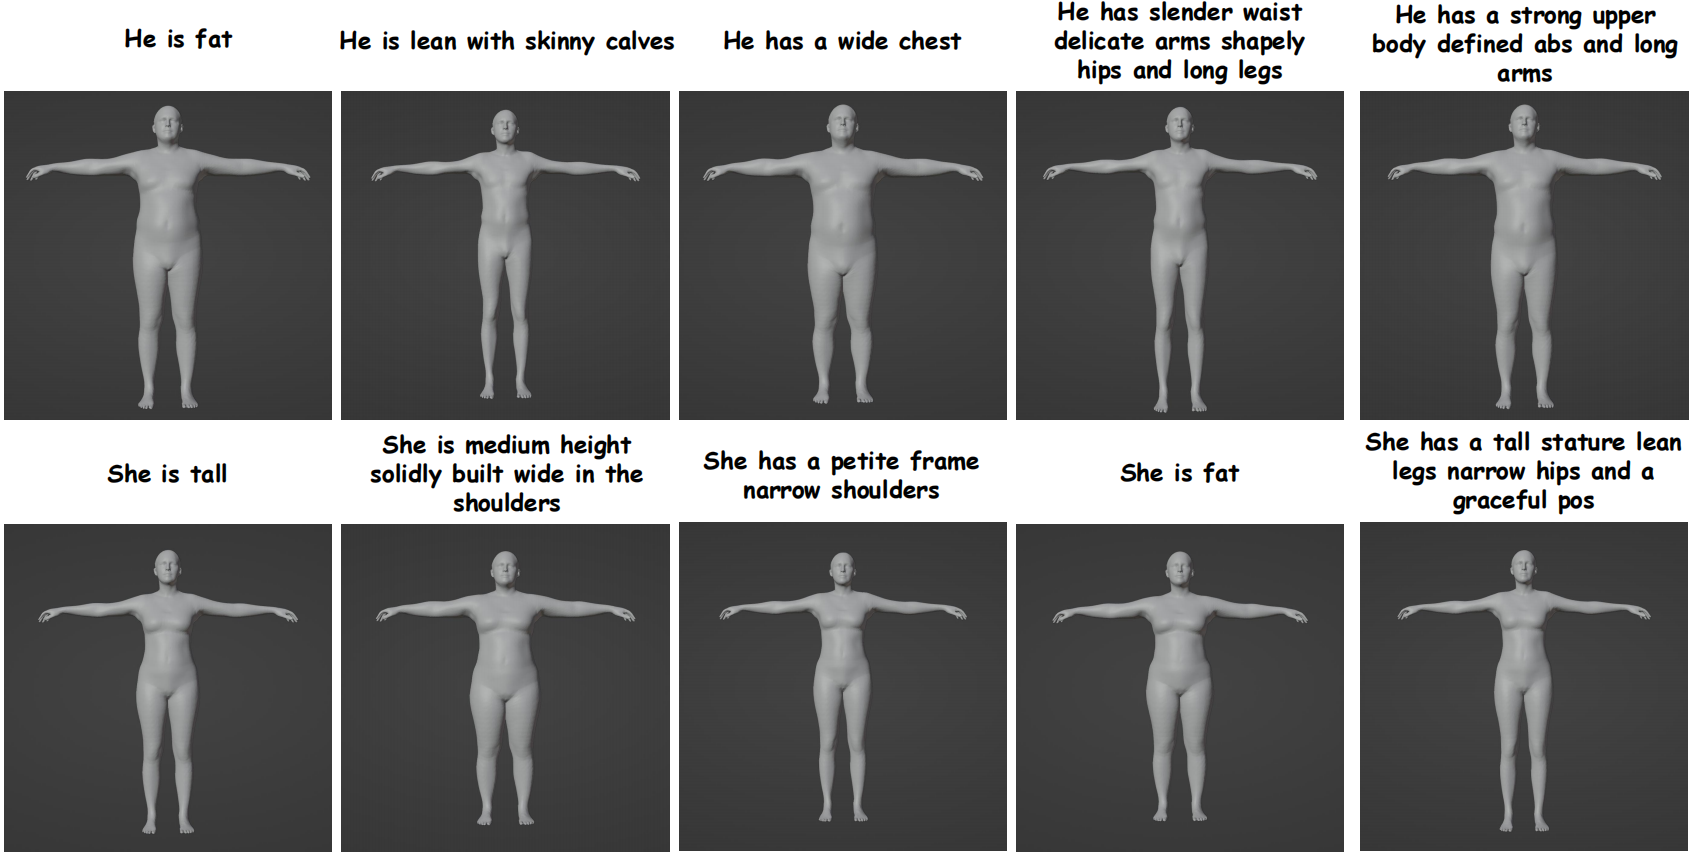 He is fat
He is lean with skinny calves
He has a wide chest
He has slender waist
delicate arms shapely
hips and long legs
He has a strong upper
body defined abs and long
arms
She is tall
She is medium height
solidly built wide in the
shoulders
She has a petite frame
narrow shoulders
She is fat
She has a tall stature lean
legs narrow hips and a
graceful pos